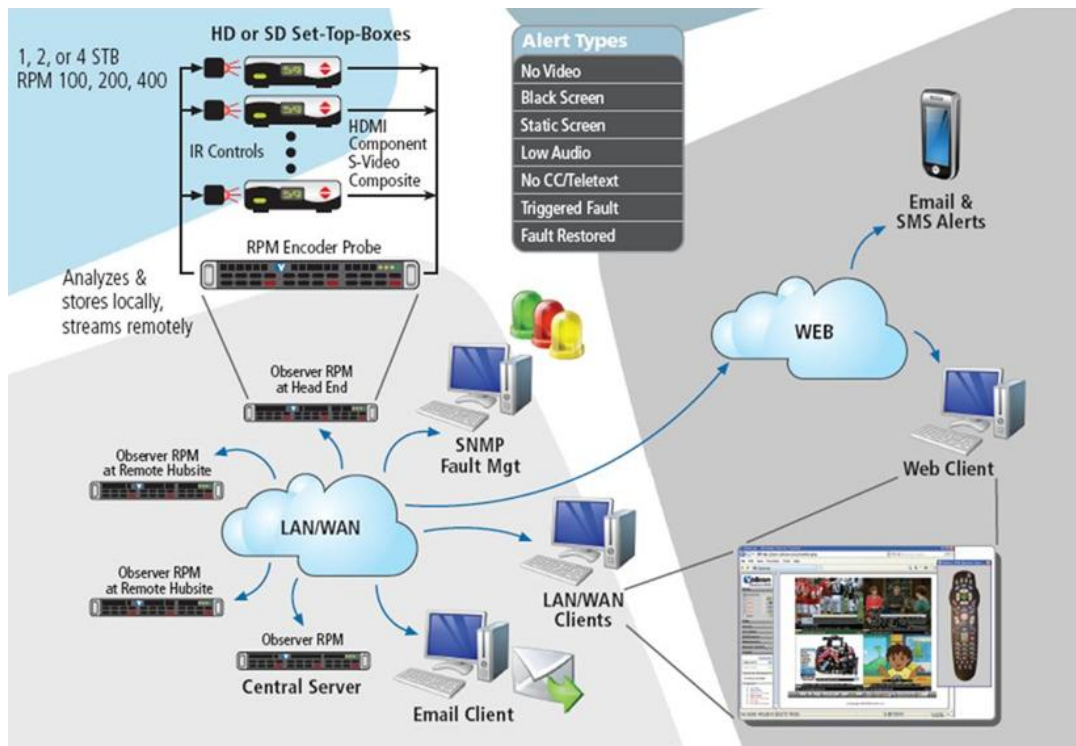 1, 2, or 4 STB
RPM 100, 200, 400
HD or SD Set-Top-Boxes
IR Controls
HDMI
Component
S-Video
Composite
RPM Encoder Probe
Analyzes &
stores locally,
streams remotely
Alert Types
No Video
Black Screen
Static Screen
Low Audio
No CC/Teletext
Triggered Fault
Fault Restored
Email &
SMS Alerts
WEB
Web Client
Observer RPM
at Head End
SNMP
Fault Mgt
Observer RPM
at Remote Hubsite
LAN/WAN
Observer RPM
at Remote Hubsite
LAN/WAN
Clients
Observer RPM
Central Server
Email Client